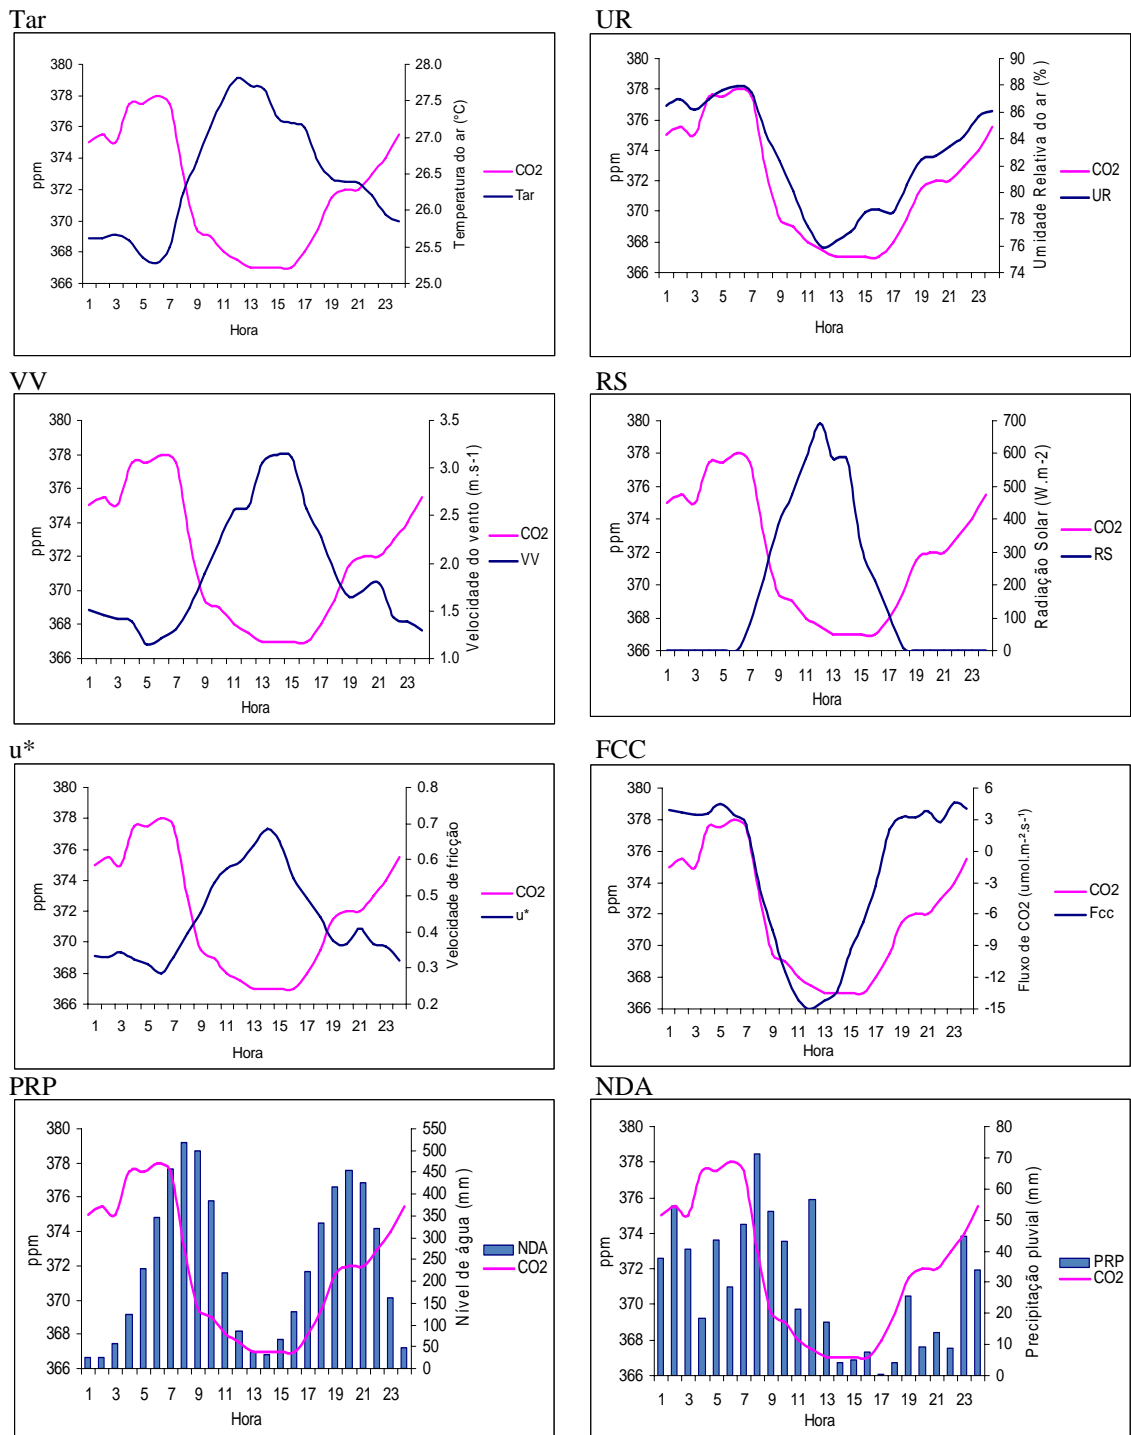 Tar
380
378
376
374
372
370
368
366
ppm
28.0
27.5
27.0
26.5
26.0
25.5
25.0
Temperatura do ar (°C)
CO2
Tar
1 3 5 7 9 11 13 15 17 19 21 23
Hora
UR
380
378
376
374
372
370
368
366
ppm
90
88
86
84
82
80
78
76
74
Umidade Relativa do ar (%)
CO2
UR
1 3 5 7 9 11 13 15 17 19 21 23
Hora
VV
380
378
376
374
372
370
368
366
ppm
3.5
3.0
2.5
2.0
1.5
1.0
Velocidade do vento (m.s-1)
CO2
VV
1 3 5 7 9 11 13 15 17 19 21 23
Hora
RS
380
378
376
374
372
370
368
366
ppm
700
600
500
400
300
200
100
0
Radiação Solar (W.m-2)
CO2
RS
1 3 5 7 9 11 13 15 17 19 21 23
Hora
u*
380
378
376
374
372
370
368
366
ppm
0.8
0.7
0.6
0.5
0.4
0.3
0.2
Velocidade de fricção
CO2
u*
1 3 5 7 9 11 13 15 17 19 21 23
Hora
FCC
380
378
376
374
372
370
368
366
ppm
6
3
0
-3
-6
-9
-12
-15
Fluxo de CO2 (umol.m-².s-¹)
CO2
Fcc
1 3 5 7 9 11 13 15 17 19 21 23
Hora
PRP
380
378
376
374
372
370
368
366
ppm
550
500
450
400
350
300
250
200
150
100
50
0
Nível de água (mm)
NDA
CO2
1 3 5 7 9 11 13 15 17 19 21 23
Hora
NDA
380
378
376
374
372
370
368
366
ppm
80
70
60
50
40
30
20
10
0
Precipitação pluvial (mm)
PRP
CO2
1 3 5 7 9 11 13 15 17 19 21 23
Hora